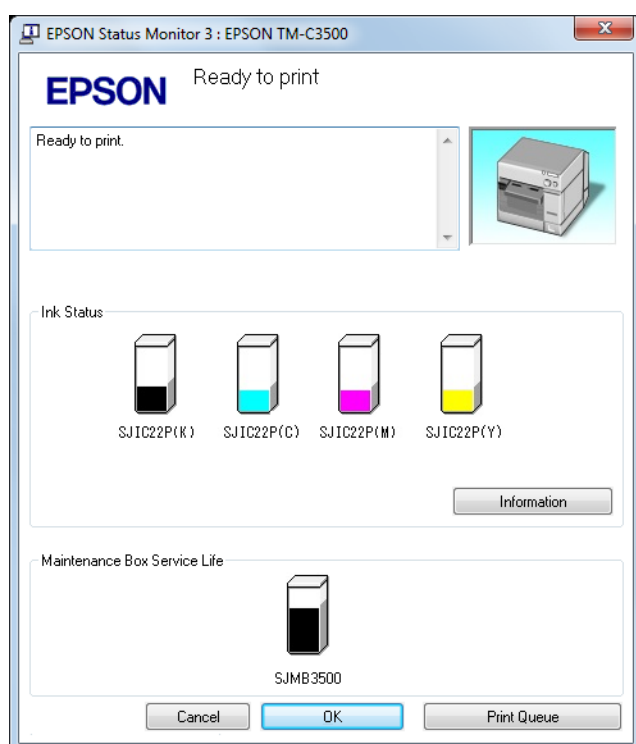 EPSON Status Monitor 3 : EPSON TM-C3500
EPSON
Ready to print
Ready to print.
Ink Status
SJIC22P(K)
SJIC22P(C)
SJIC22P(M)
SJIC22P(Y)
Information
Maintenance Box Service Life
SJMB3500
Cancel
OK
Print Queue